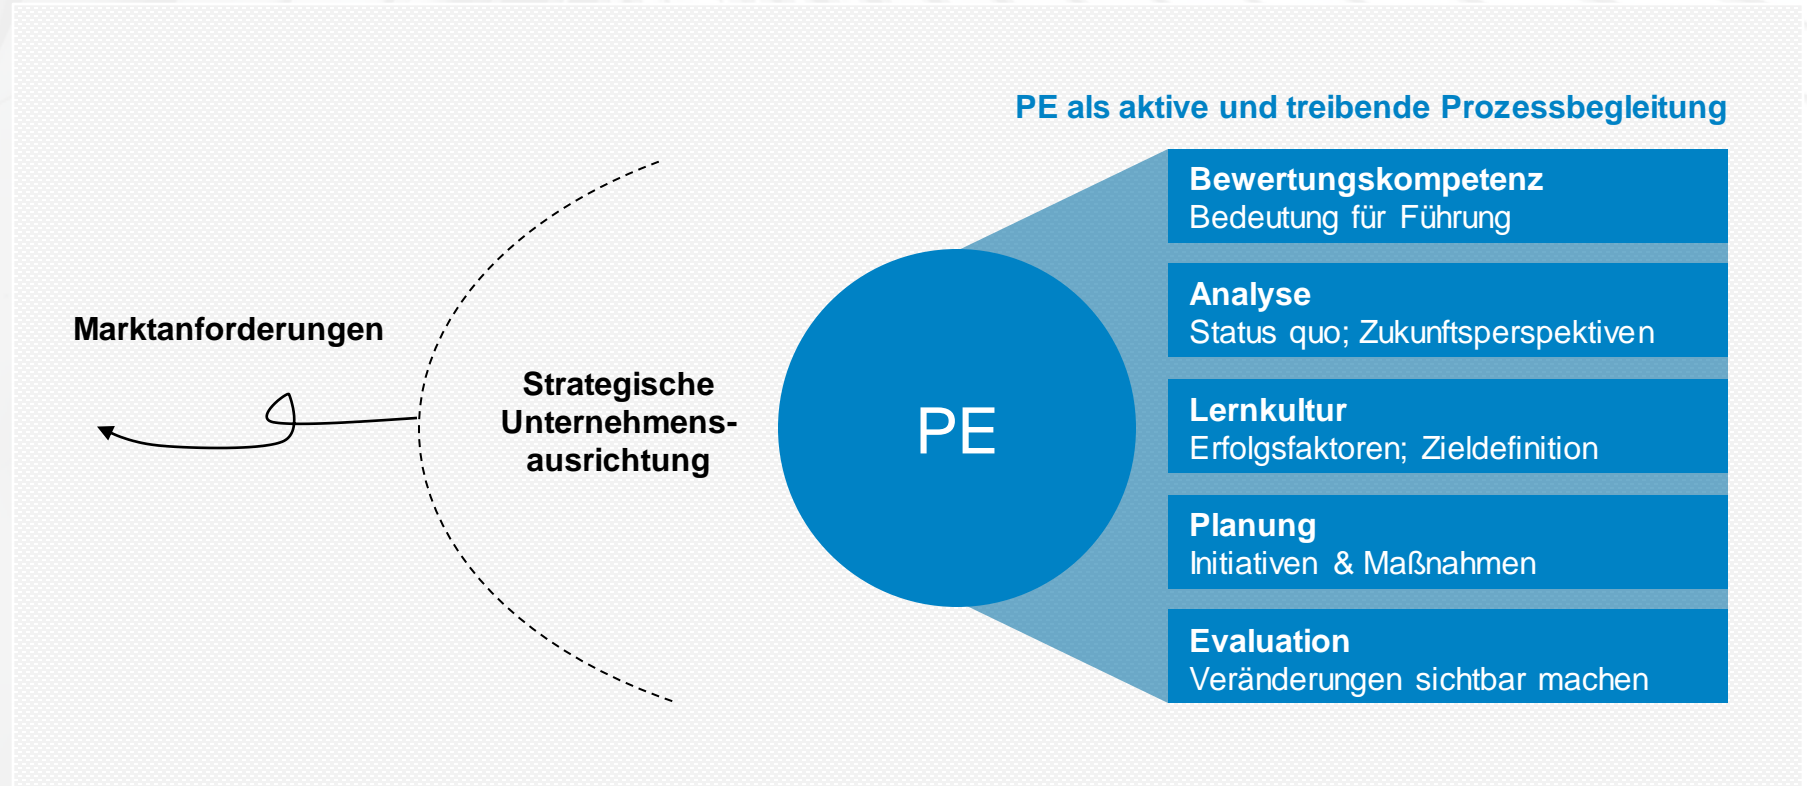 PE als aktive und treibende Prozessbegleitung
Marktanforderungen
Strategische
Unternehmens-
ausrichtung
PE
Bewertungskompetenz
Bedeutung für Führung
Analyse
Status quo; Zukunftsperspektiven
Lernkultur
Erfolgsfaktoren; Zieldefinition
Planung
Initiativen & Maßnahmen
Evaluation
Veränderungen sichtbar machen